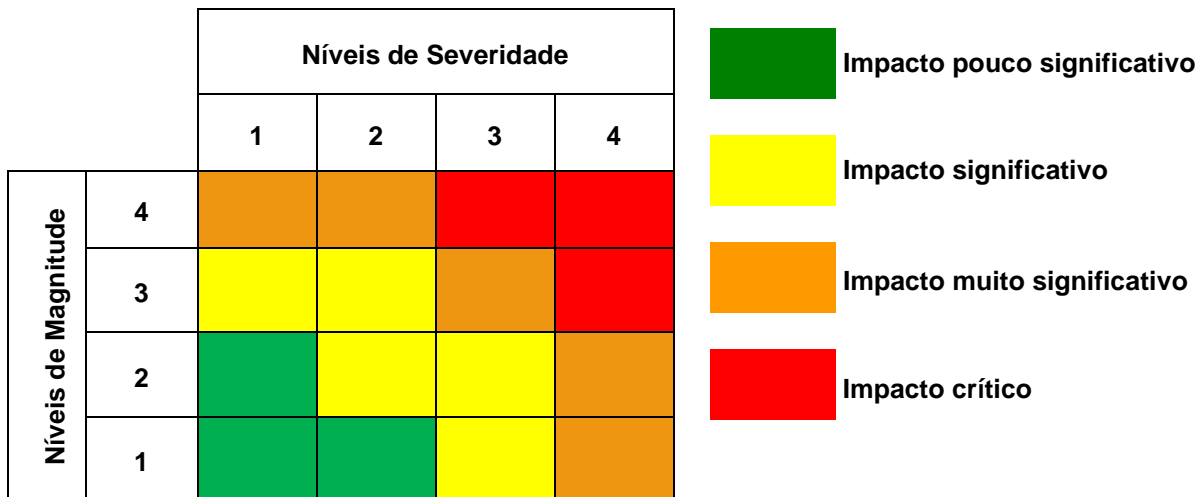 Níveis de Severidade
1 2 3 4
Níveis de Magnitude
4
3
2
1
Impacto pouco significativo
Impacto significativo
Impacto muito significativo
Impacto crítico